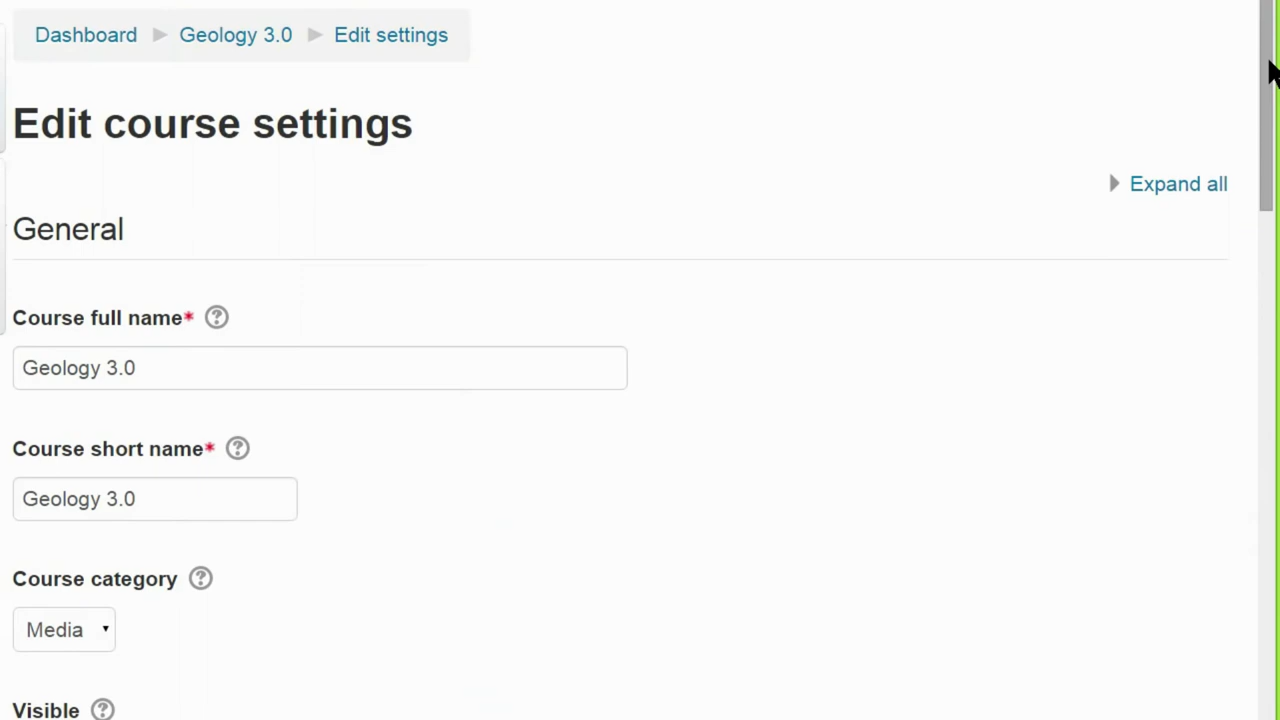 Dashboard ► Geology 3.0 ► Edit settings
Edit course settings
Expand all
General
Course full name*
Geology 3.0
Course short name*
Geology 3.0
Course category
Media
Visible